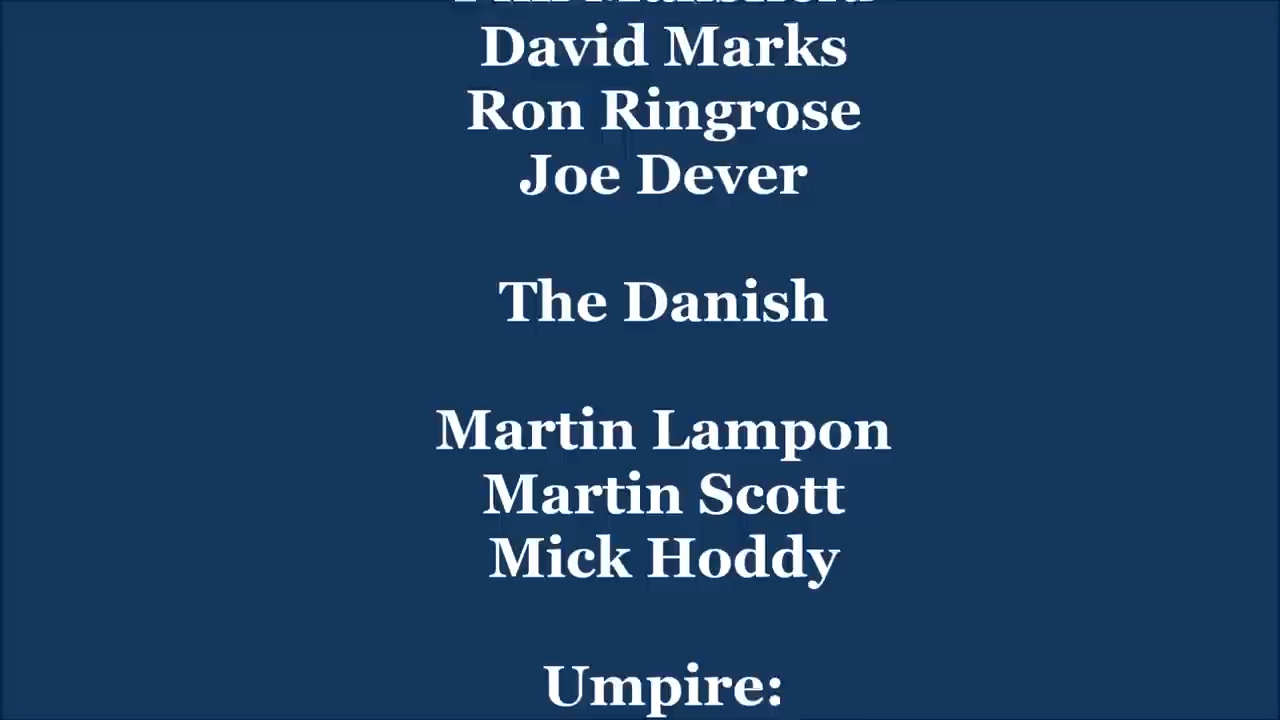 David Marks
Ron Ringrose
Joe Dever
The Danish
Martin Lampon
Martin Scott
Mick Hoddy
Umpire: